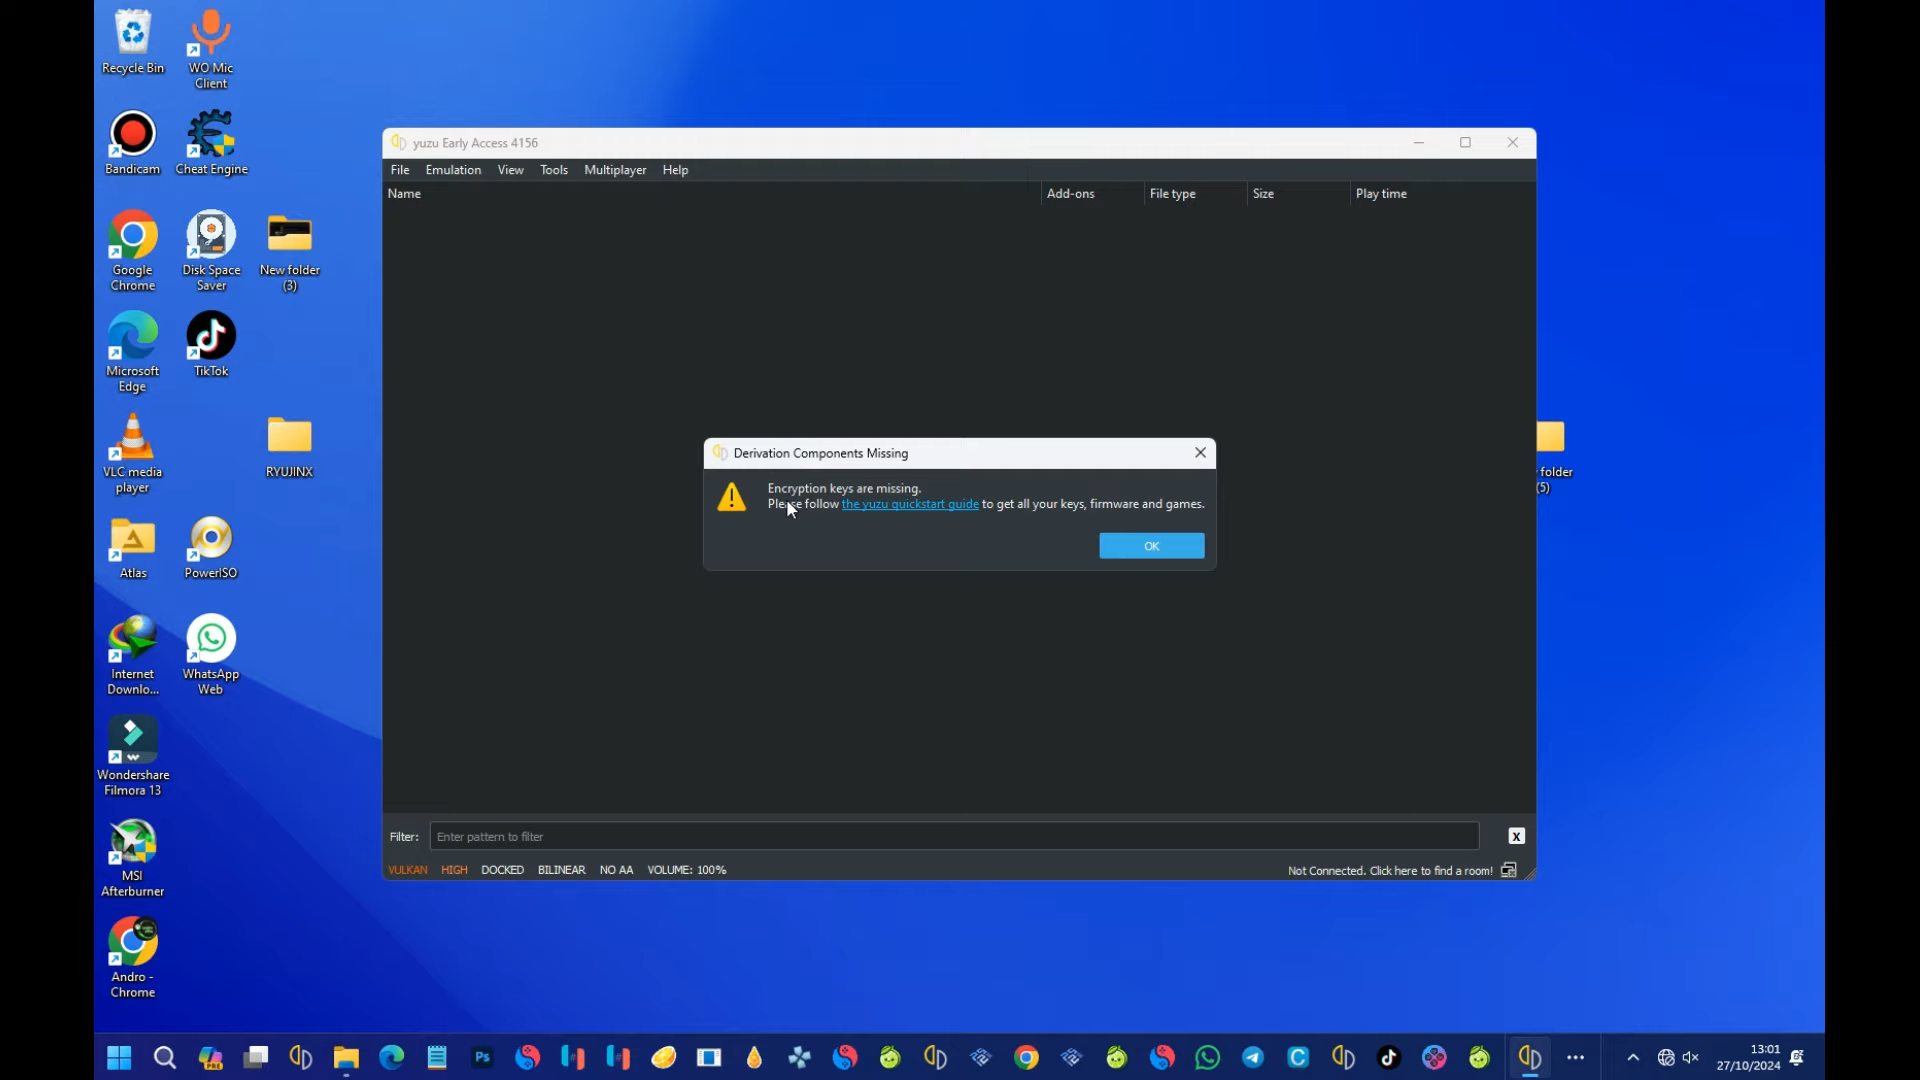 Recycle Bin
WO Mic
Client
Bandicam
Cheat Engine
Google
Chrome
Disk Space
Saver
New folder
(3)
Microsoft
Edge
TikTok
VLC media
player
RYUJINX
Atlas
PowerISO
Internet
Downlo...
WhatsApp
Web
Wondershare
Filmora 13
MSI
Afterburner
Andro -
Chrome
yuzu Early Access 4156
File Emulation View Tools Multiplayer Help
Name Add-ons File type Size Play time
Derivation Components Missing
Encryption keys are missing.
Please follow the yuzu quickstart guide to get all your keys, firmware and games.
OK
folder
(5)
Filter: Enter pattern to filter X
VULKAN HIGH DOCKED BILINEAR NO AA VOLUME: 100% Not Connected. Click here to find a room!
PRE
Ps
C
13:01
27/10/2024